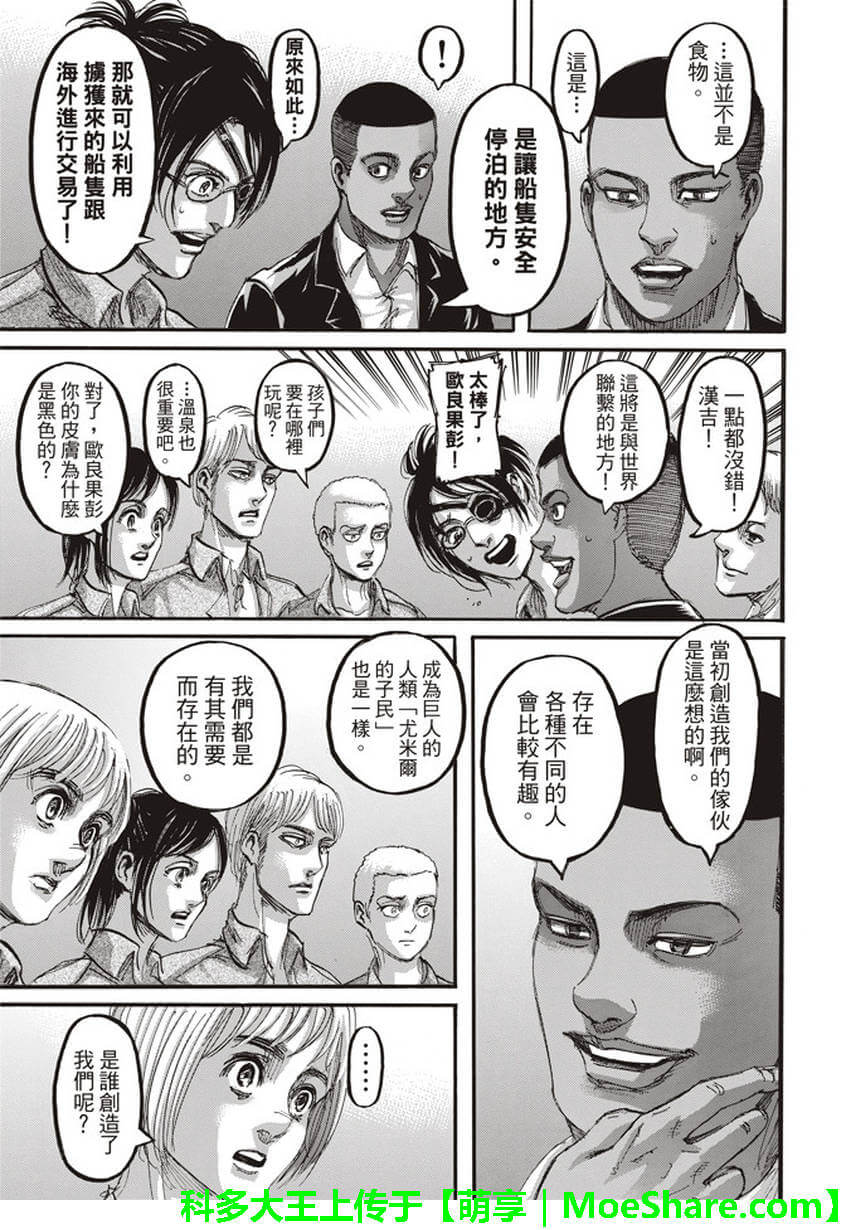 …這並不是
食物。
這是…
是讓船隻安全
停泊的地方。
！
原來如此…
那就可以利用
擄獲來的船隻跟
海外進行交易了！
一點都沒錯！
漢吉！
這將是與世界
聯繫的地方！
太棒了，
歐良果彭！
孩子們
要在哪裡
玩呢？
…溫泉也
很重要吧。
對了，歐良果彭
你的皮膚為什麼
是黑色的？
當初創造我們的傢伙
是這麼想的啊。
存在
各種不同的人
會比較有趣。
成為巨人的
人類「尤米爾
的子民」
也是一樣。
我們都是
有其需要
而存在的。
……
是誰創造了
我們呢？
科多大王上传于【萌享|MoeShare.com】